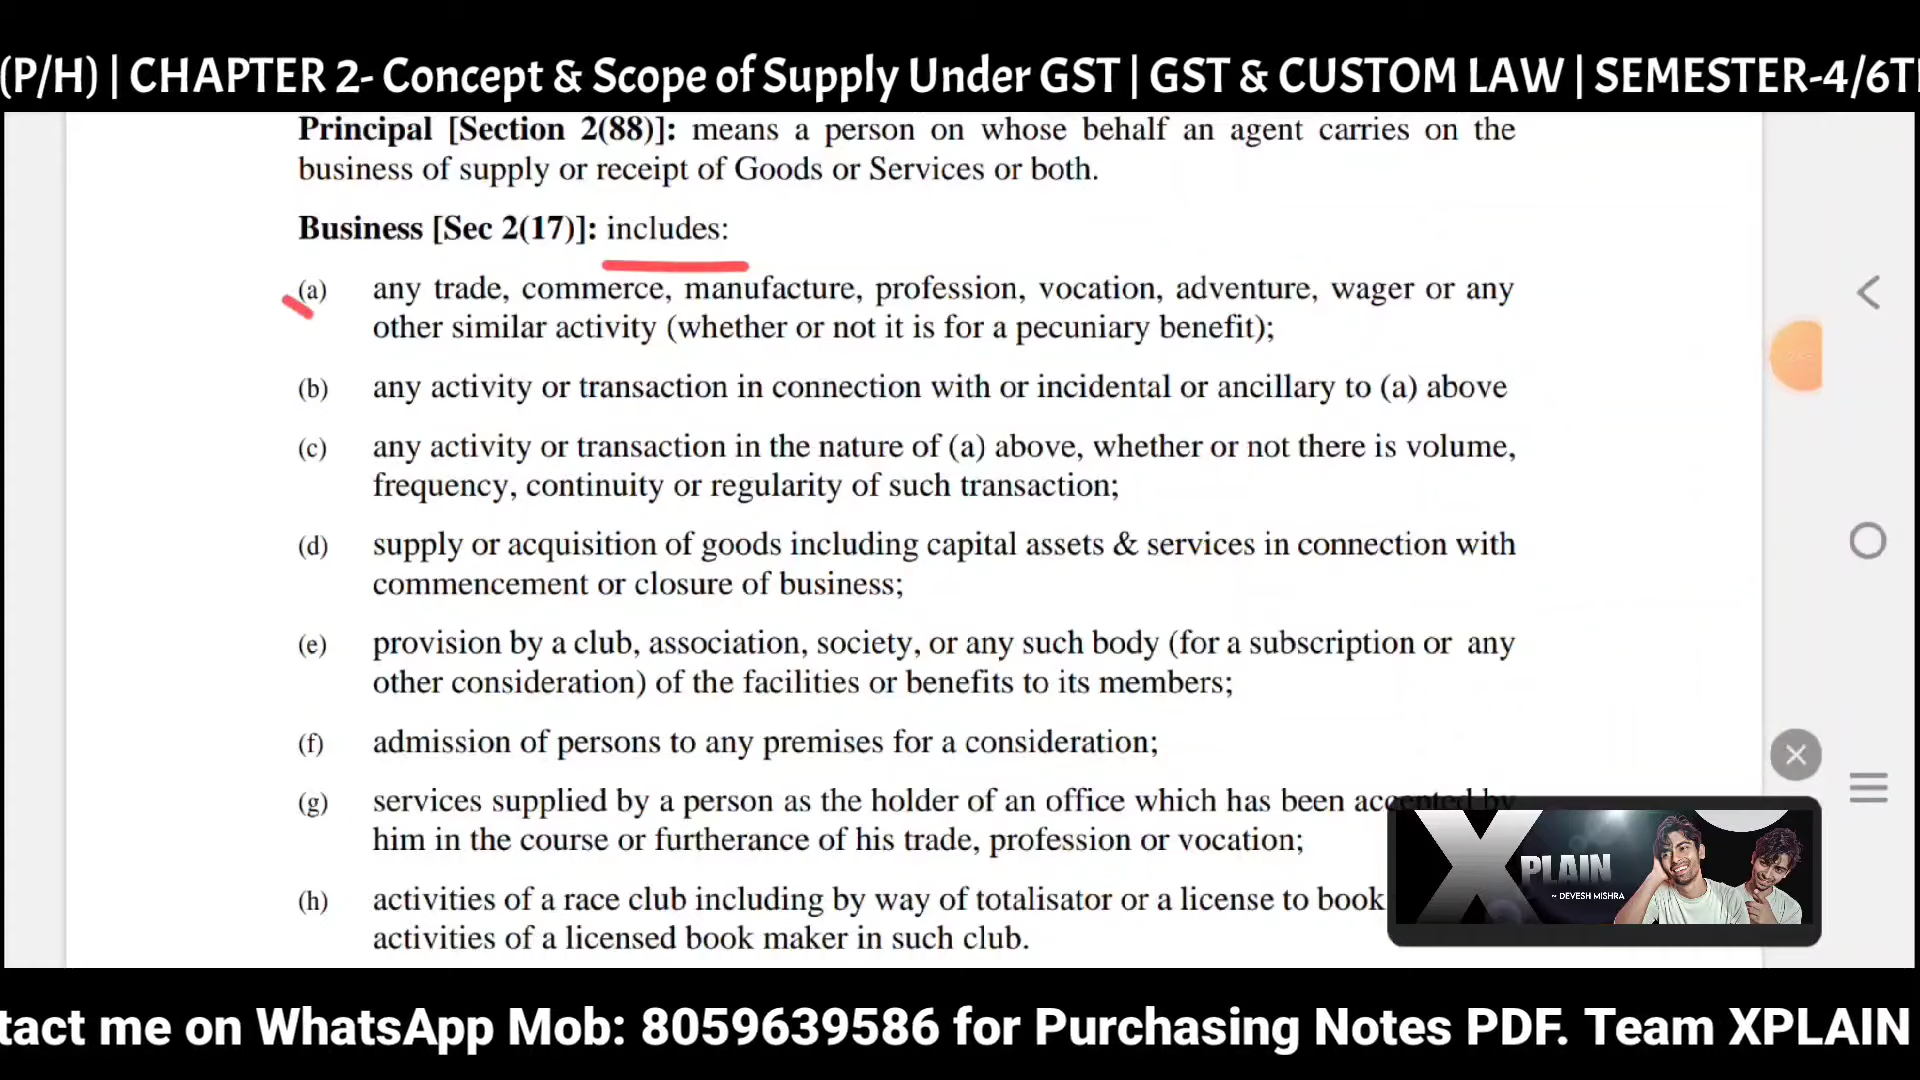 (P/H) | CHAPTER 2- Concept & Scope of Supply Under GST | GST & CUSTOM LAW | SEMESTER-4/6T
Principal [Section 2(88)]: means a person on whose behalf an agent carries on the
business of supply or receipt of Goods or Services or both.
Business [Sec 2(17)]: includes:
(a) any trade, commerce, manufacture, profession, vocation, adventure, wager or any
other similar activity (whether or not it is for a pecuniary benefit);
(b) any activity or transaction in connection with or incidental or ancillary to (a) above
(c) any activity or transaction in the nature of (a) above, whether or not there is volume,
frequency, continuity or regularity of such transaction;
(d) supply or acquisition of goods including capital assets & services in connection with
commencement or closure of business;
(e) provision by a club, association, society, or any such body (for a subscription or any
other consideration) of the facilities or benefits to its members;
(f) admission of persons to any premises for a consideration;
(g) services supplied by a person as the holder of an office which has been accepted by
him in the course or furtherance of his trade, profession or vocation;
(h) activities of a race club including by way of totalisator or a license to book
activities of a licensed book maker in such club.
XPLAIN
~ DEVESH MISHRA
tact me on WhatsApp Mob: 8059639586 for Purchasing Notes PDF. Team XPLAIN